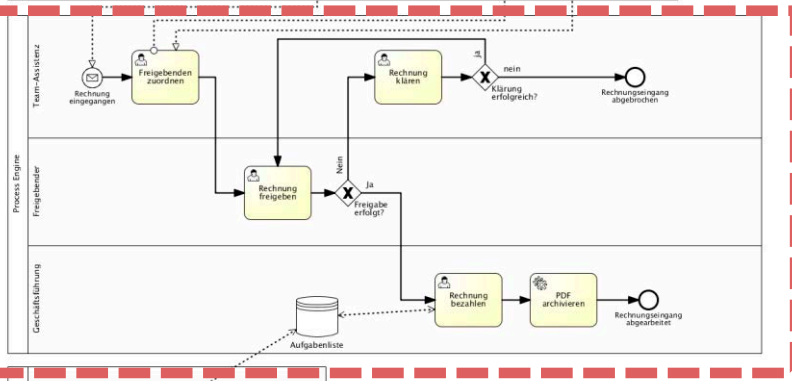 Process Engine
Team-Assistenz
Rechnung
eingegangen
Freigebenden
zuordnen
Rechnung
klären
ja
nein
Klärung
erfolgreich?
Rechnungseingang
abgebrochen
Freigebender
Rechnung
freigeben
Nein
Ja
Freigabe
erfolgt?
Geschäftsführung
Aufgabenliste
Rechnung
bezahlen
PDF
archivieren
Rechnungseingang
abgearbeitet